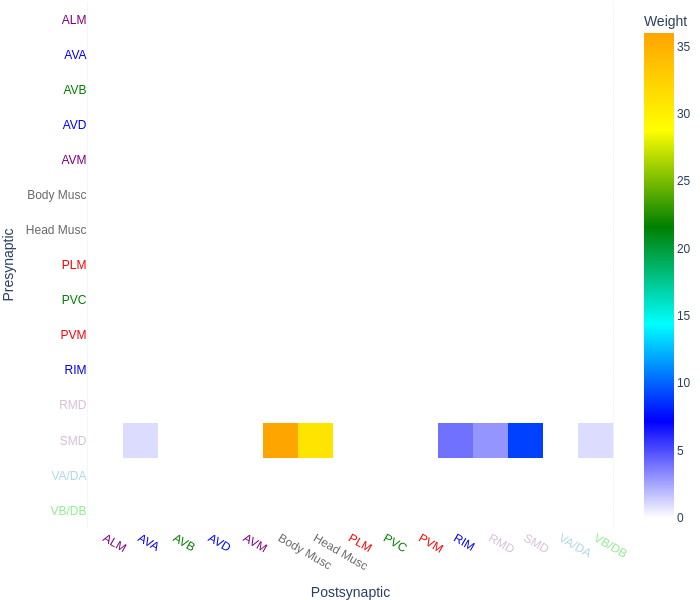 Weight
ALM
AVA
AVB
AVD
AVM
Body Musc
Head Musc
PLM
PVC
PVM
RIM
RMD
SMD
VA/DA
VB/DB
Presynaptic
ALM
AVA
AVB
AVD
AVM
Body Musc
Head Musc
PLM
PVC
PVM
RIM
RMD
SMD
VA/DA
VB/DB
Postsynaptic
35
30
25
20
15
10
5
0